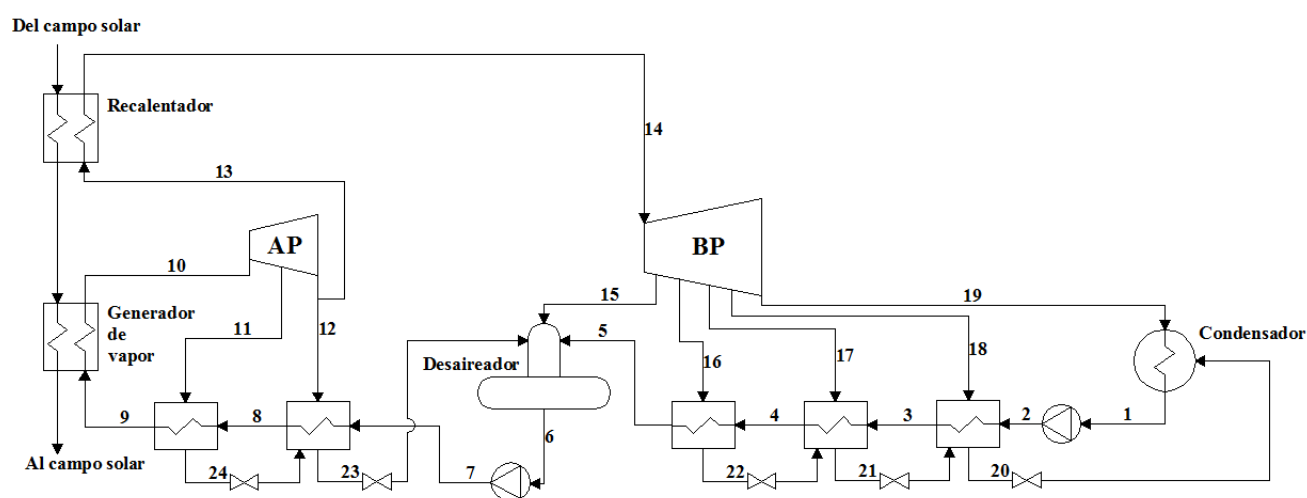 Del campo solar
Recalentador
14
13
AP
BP
10
15
19
Generador
de
vapor
11
12
5
Condensador
Desaireador
16
17
18
9
8
6
4
3
2
1
Al campo solar
24
23
7
22
21
20